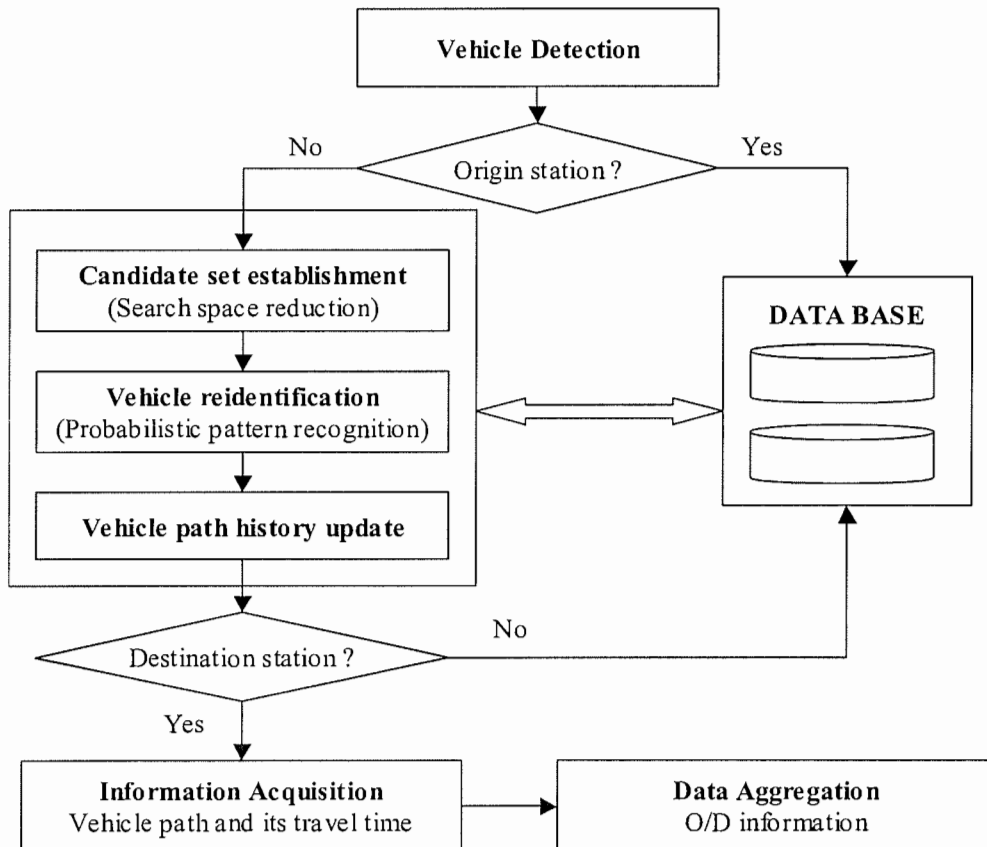 Vehicle Detection
No
Yes
Origin station ?
Candidate set establishment
(Search space reduction)
DATA BASE
Vehicle reidentification
(Probabilistic pattern recognition)
Vehicle path history update
No
Destination station ?
Yes
Information Acquisition
Vehicle path and its travel time
Data Aggregation
O/D information